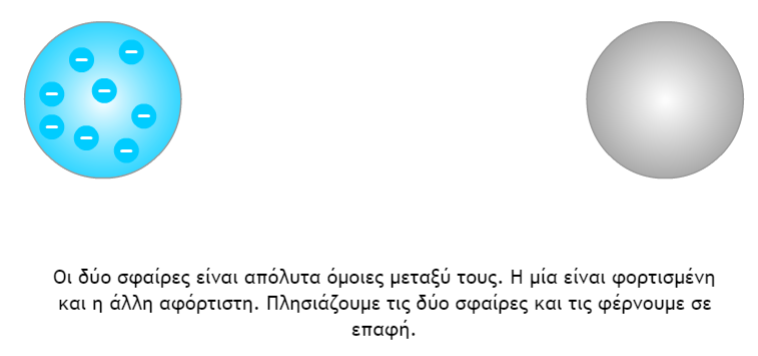 Οι δύο σφαίρες είναι απόλυτα όμοιες μεταξύ τους. Η μία είναι φορτισμένη
και η άλλη αφόρτιστη. Πλησιάζουμε τις δύο σφαίρες και τις φέρνουμε σε
επαφή.